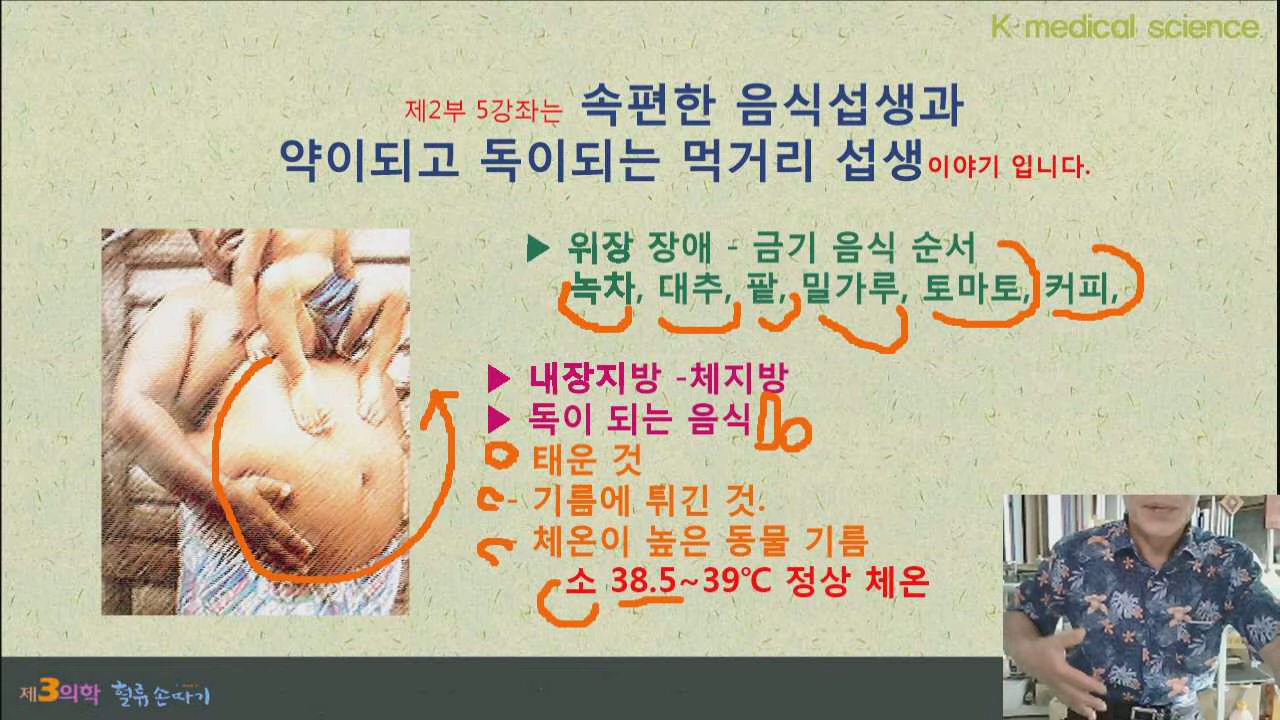 K medical science
제2부 5강좌는 속편한 음식섭생과
약이되고 독이되는 먹거리 섭생이야기 입니다.
▶ 위장 장애 - 금기 음식 순서
녹차, 대추, 팥, 밀가루, 토마토, 커피,
▶ 내장지방 -체지방
▶ 독이 되는 음식
태운 것
- 기름에 튀긴 것.
체온이 높은 동물 기름
소 38.5~39℃ 정상 체온
제3의학 혈류 손따기